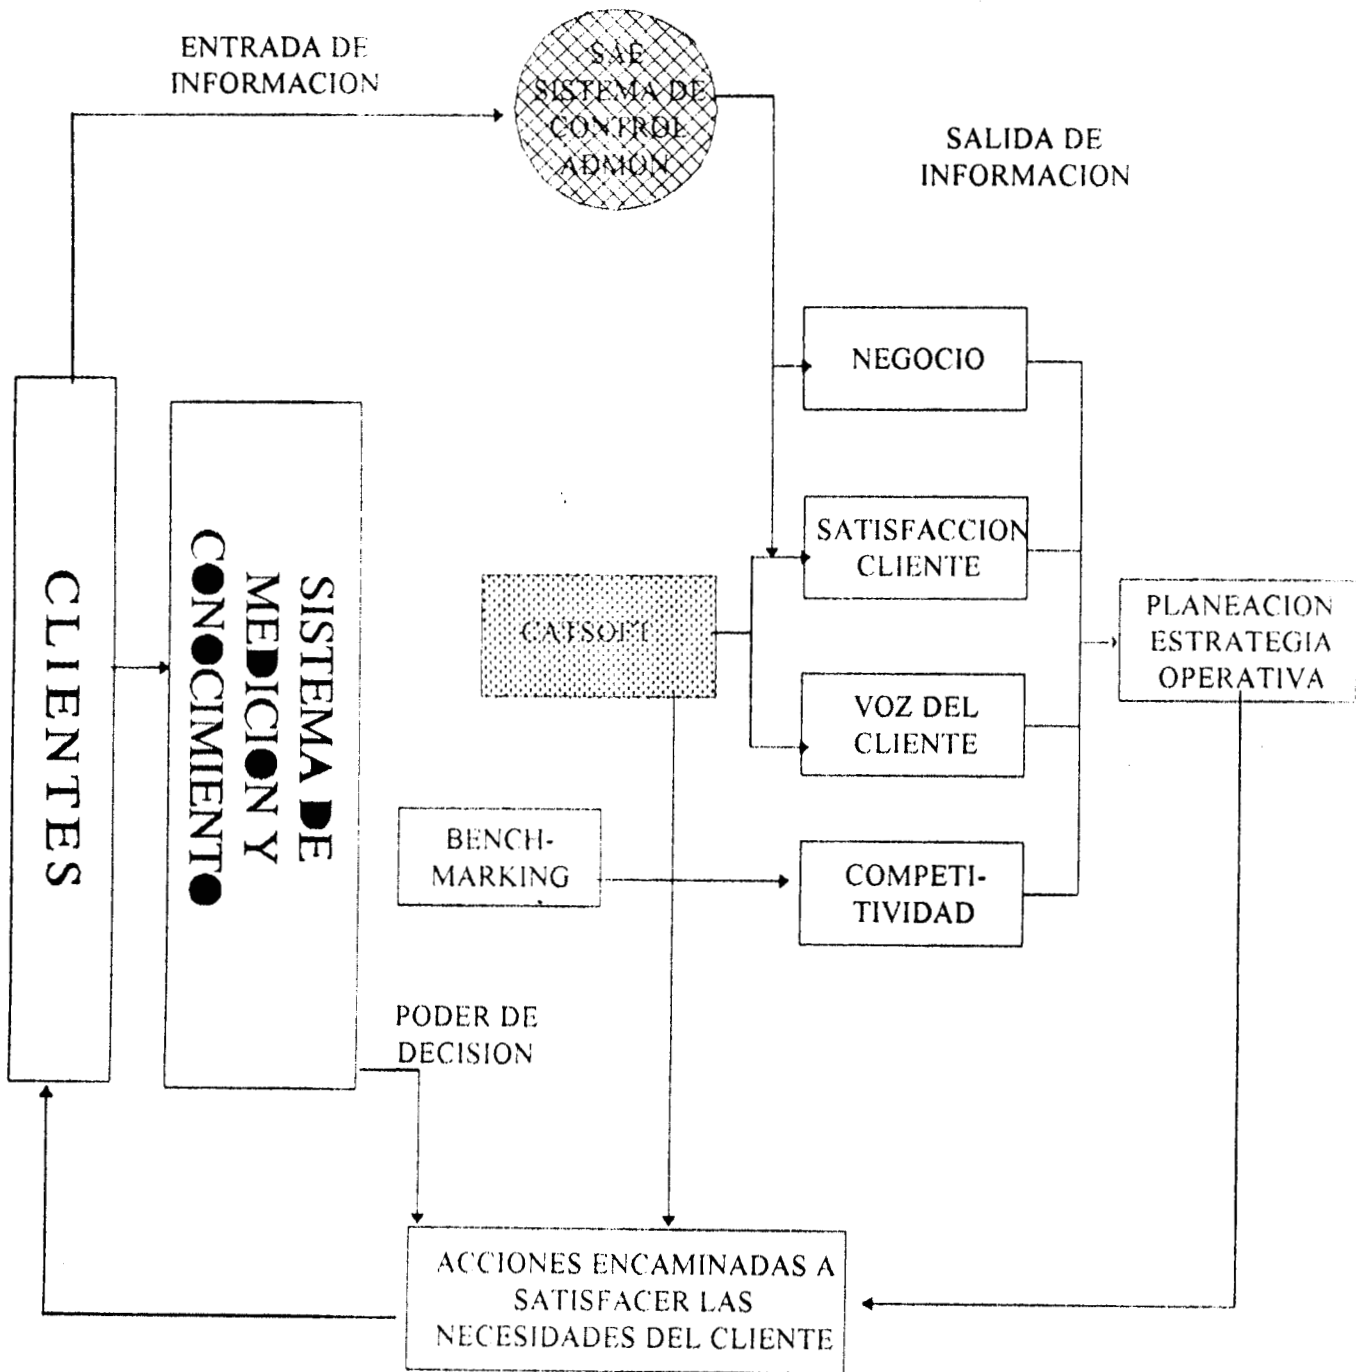 ENTRADA DE
INFORMACION
SAE
SISTEMA DE
CONTROL
ADMON
SALIDA DE
INFORMACION
NEGOCIO
SATISFACCION
CLIENTE
CATSOFT
VOZ DEL
CLIENTE
PLANEACION
ESTRATEGIA
OPERATIVA
CLIENTES
SISTEMA DE
MEDICION Y
CONOCIMIENTO
BENCH-
MARKING
COMPETI-
TIVIDAD
PODER DE
DECISION
ACCIONES ENCAMINADAS A
SATISFACER LAS
NECESIDADES DEL CLIENTE